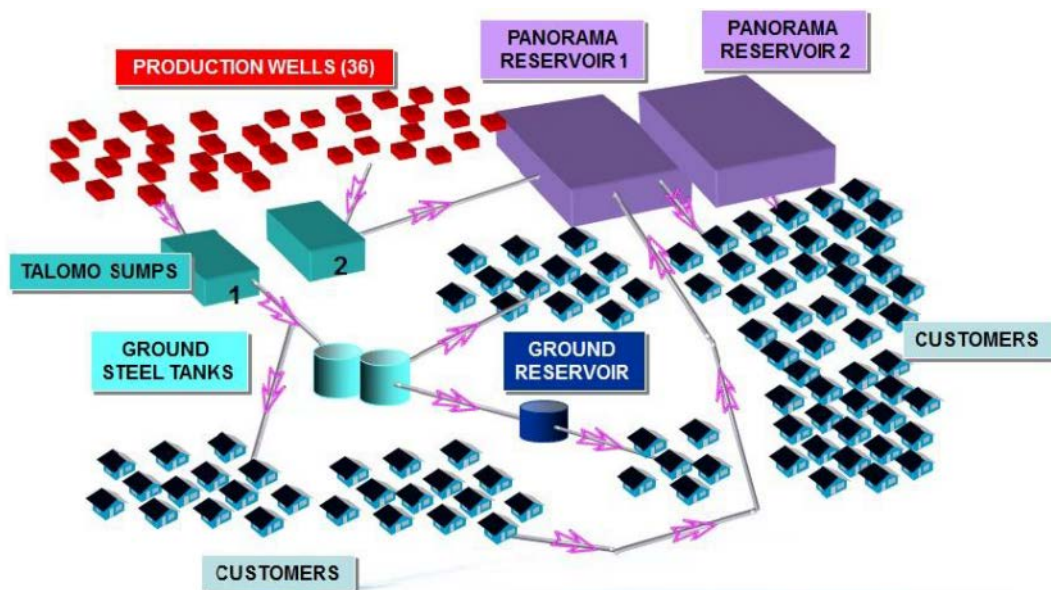 PANORAMA
RESERVOIR 1
PANORAMA
RESERVOIR 2
PRODUCTION WELLS (36)
2
TALOMO SUMPS
1
GROUND
STEEL TANKS
GROUND
RESERVOIR
CUSTOMERS
CUSTOMERS